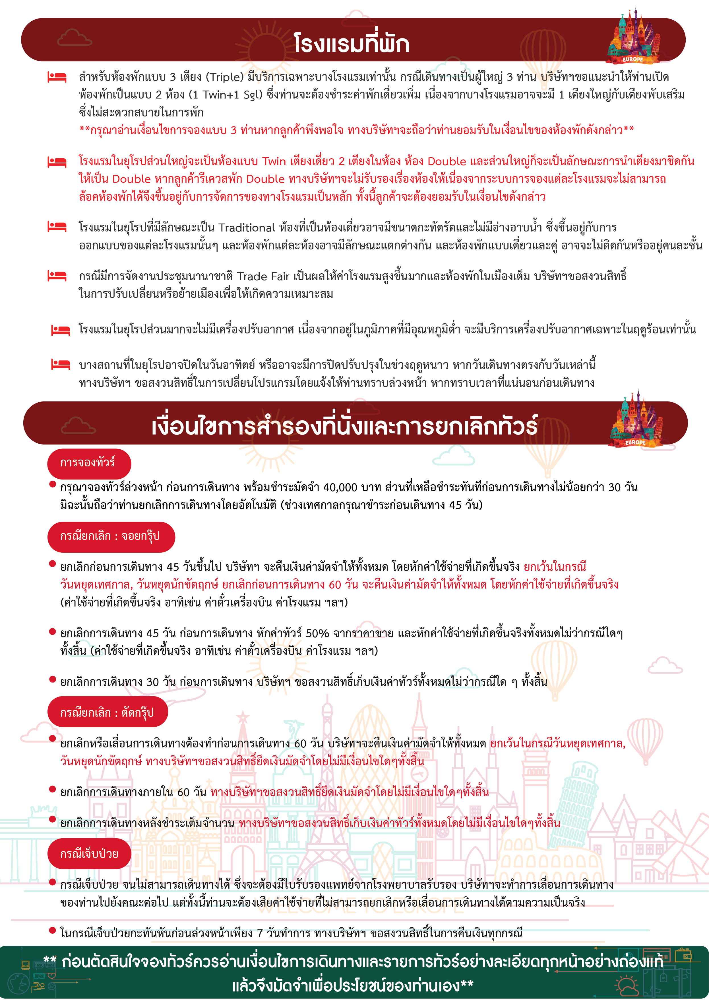 โรงแรมที่พัก
EUROPE
สำหรับห้องพักแบบ 3 เตียง (Triple) มีบริการเฉพาะบางโรงแรมเท่านั้น กรณีเดินทางเป็นผู้ใหญ่ 3 ท่าน บริษัทฯขอแนะนำให้ท่านเปิด
ห้องพักเป็นแบบ 2 ห้อง (1 Twin+1 Sgl) ซึ่งท่านจะต้องชำระค่าพักเดี่ยวเพิ่ม เนื่องจากบางโรงแรมอาจจะมี 1 เตียงใหญ่กับเตียงพับเสริม
ซึ่งไม่สะดวกสบายในการพัก
**กรุณาอ่านเงื่อนไขการจองแบบ 3 ท่านหากลูกค้าพึงพอใจ ทางบริษัทฯจะถือว่าท่านยอมรับในเงื่อนไขของห้องพักดังกล่าว**
โรงแรมในยุโรปส่วนใหญ่จะเป็นห้องแบบ Twin เตียงเดี่ยว 2 เตียงในห้อง ห้อง Double และส่วนใหญ่ก็จะเป็นลักษณะการนำเตียงมาชิดกัน
ให้เป็น Double หากลูกค้ารีเควสพัก Double ทางบริษัทฯจะไม่รับรองเรื่องห้องให้เนื่องจากระบบการจองแต่ละโรงแรมจะไม่สามารถ
ล้อคห้องพักได้จึงขึ้นอยู่กับการจัดการของทางโรงแรมเป็นหลัก ทั้งนี้ลูกค้าจะต้องยอมรับในเงื่อนไขดังกล่าว
โรงแรมในยุโรปที่มีลักษณะเป็น Traditional ห้องที่เป็นห้องเดี่ยวอาจมีขนาดกะทัดรัตและไม่มีอ่างอาบน้ำ ซึ่งขึ้นอยู่กับการ
ออกแบบของแต่ละโรงแรมนั้นๆ และห้องพักแต่ละห้องอาจมีลักษณะแตกต่างกัน และห้องพักแบบเดี่ยวและคู่ อาจจะไม่ติดกันหรืออยู่คนละชั้น
กรณีมีการจัดงานประชุมนานาชาติ Trade Fair เป็นผลให้ค่าโรงแรมสูงขึ้นมากและห้องพักในเมืองเต็ม บริษัทฯขอสงวนสิทธิ์
ในการปรับเปลี่ยนหรือย้ายเมืองเพื่อให้เกิดความเหมาะสม
โรงแรมในยุโรปส่วนมากจะไม่มีเครื่องปรับอากาศ เนื่องจากอยู่ในภูมิภาคที่มีอุณหภูมิต่ำ จะมีบริการเครื่องปรับอากาศเฉพาะในฤดูร้อนเท่านั้น
บางสถานที่ในยุโรปอาจปิดในวันอาทิตย์ หรืออาจะมีการปิดปรับปรุงในช่วงฤดูหนาว หากวันเดินทางตรงกับวันเหล่านี้
ทางบริษัทฯ ขอสงวนสิทธิ์ในการเปลี่ยนโปรแกรมโดยแจ้งให้ท่านทราบล่วงหน้า หากทราบเวลาที่แน่นอนก่อนเดินทาง
เงื่อนไขการสำรองที่นั่งและการยกเลิกทัวร์
EUROPE
การจองทัวร์
กรุณาจองทัวร์ล่วงหน้า ก่อนการเดินทาง พร้อมชำระมัดจำ 40,000 บาท ส่วนที่เหลือชำระทันทีก่อนการเดินทางไม่น้อยกว่า 30 วัน
มิฉะนั้นถือว่าท่านยกเลิกการเดินทางโดยอัตโนมัติ (ช่วงเทศกาลกรุณาชำระก่อนเดินทาง 45 วัน)
กรณียกเลิก : จอยกรุ๊ป
ยกเลิกก่อนการเดินทาง 45 วันขึ้นไป บริษัทฯ จะคืนเงินค่ามัดจำให้ทั้งหมด โดยหักค่าใช้จ่ายที่เกิดขึ้นจริง ยกเว้นในกรณี
วันหยุดเทศกาล, วันหยุดนักขัตฤกษ์ ยกเลิกก่อนการเดินทาง 60 วัน จะคืนเงินค่ามัดจำให้ทั้งหมด โดยหักค่าใช้จ่ายที่เกิดขึ้นจริง
(ค่าใช้จ่ายที่เกิดขึ้นจริง อาทิเช่น ค่าตั๋วเครื่องบิน ค่าโรงแรม ฯลฯ)
ยกเลิกการเดินทาง 45 วัน ก่อนการเดินทาง หักค่าทัวร์ 50% จากราคาขาย และหักค่าใช้จ่ายที่เกิดขึ้นจริงทั้งหมดไม่ว่ากรณีใดๆ
ทั้งสิ้น (ค่าใช้จ่ายที่เกิดขึ้นจริง อาทิเช่น ค่าตั๋วเครื่องบิน ค่าโรงแรม ฯลฯ)
ยกเลิกการเดินทาง 30 วัน ก่อนการเดินทาง บริษัทฯ ขอสงวนสิทธิ์เก็บเงินค่าทัวร์ทั้งหมดไม่ว่ากรณีใด ๆ ทั้งสิ้น
กรณียกเลิก : ตัดกรุ๊ป
ยกเลิกหรือเลื่อนการเดินทางต้องทำก่อนการเดินทาง 60 วัน บริษัทฯจะคืนเงินค่ามัดจำให้ทั้งหมด ยกเว้นในกรณีวันหยุดเทศกาล,
วันหยุดนักขัตฤกษ์ ทางบริษัทฯขอสงวนสิทธิ์ยึดเงินมัดจำโดยไม่มีเงื่อนไขใดๆทั้งสิ้น
ยกเลิกการเดินทางภายใน 60 วัน ทางบริษัทฯขอสงวนสิทธิ์ยึดเงินมัดจำโดยไม่มีเงื่อนไขใดๆทั้งสิ้น
ยกเลิกการเดินทางหลังชำระเต็มจำนวน ทางบริษัทฯขอสงวนสิทธิ์เก็บเงินค่าทัวร์ทั้งหมดโดยไม่มีเงื่อนไขใดๆทั้งสิ้น
กรณีเจ็บป่วย
กรณีเจ็บป่วย จนไม่สามารถเดินทางได้ ซึ่งจะต้องมีใบรับรองแพทย์จากโรงพยาบาลรับรอง บริษัทฯจะทำการเลื่อนการเดินทาง
ของท่านไปยังคณะต่อไป แต่ทั้งนี้ท่านจะต้องเสียค่าใช้จ่ายที่ไม่สามารถยกเลิกหรือเลื่อนการเดินทางได้ตามความเป็นจริง
WELCOME TO EUROPE
ในกรณีเจ็บป่วยกะทันหันก่อนล่วงหน้าเพียง 7 วันทำการ ทางบริษัทฯ ขอสงวนสิทธิ์ในการคืนเงินทุกกรณี
** ก่อนตัดสินใจจองทัวร์ควรอ่านเงื่อนไขการเดินทางและรายการทัวร์อย่างละเอียดทุกหน้าอย่างถ่องแท้
แล้วจึงมัดจำเพื่อประโยชน์ของท่านเอง**